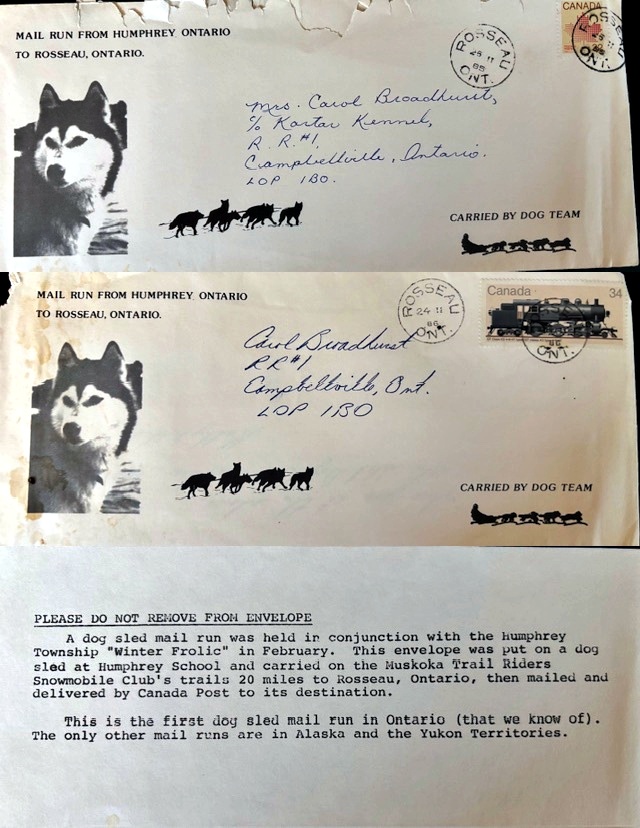 MAIL RUN FROM HUMPHREY ONTARIO
TO ROSSEAU, ONTARIO.
CANADA
ROSSEAU
ONT.
ROSSEAU
ONT.
Mrs. Carol Broadhurst,
c/o Kartar Kennel,
R.R.#1,
Campbellville, Ontario.
L0P 1B0.
CARRIED BY DOG TEAM
MAIL RUN FROM HUMPHREY ONTARIO
TO ROSSEAU, ONTARIO.
ROSSEAU
24 II
86
ONT.
Canada 34
86
ONT.
Carol Broadhurst
RR#1
Campbellville, Ont.
L0P 1B0
CARRIED BY DOG TEAM
PLEASE DO NOT REMOVE FROM ENVELOPE
A dog sled mail run was held in conjunction with the Humphrey
Township "Winter Frolic" in February. This envelope was put on a dog
sled at Humphrey School and carried on the Muskoka Trail Riders
Snowmobile Club's trails 20 miles to Rosseau, Ontario, then mailed and
delivered by Canada Post to its destination.
This is the first dog sled mail run in Ontario (that we know of).
The only other mail runs are in Alaska and the Yukon Territories.